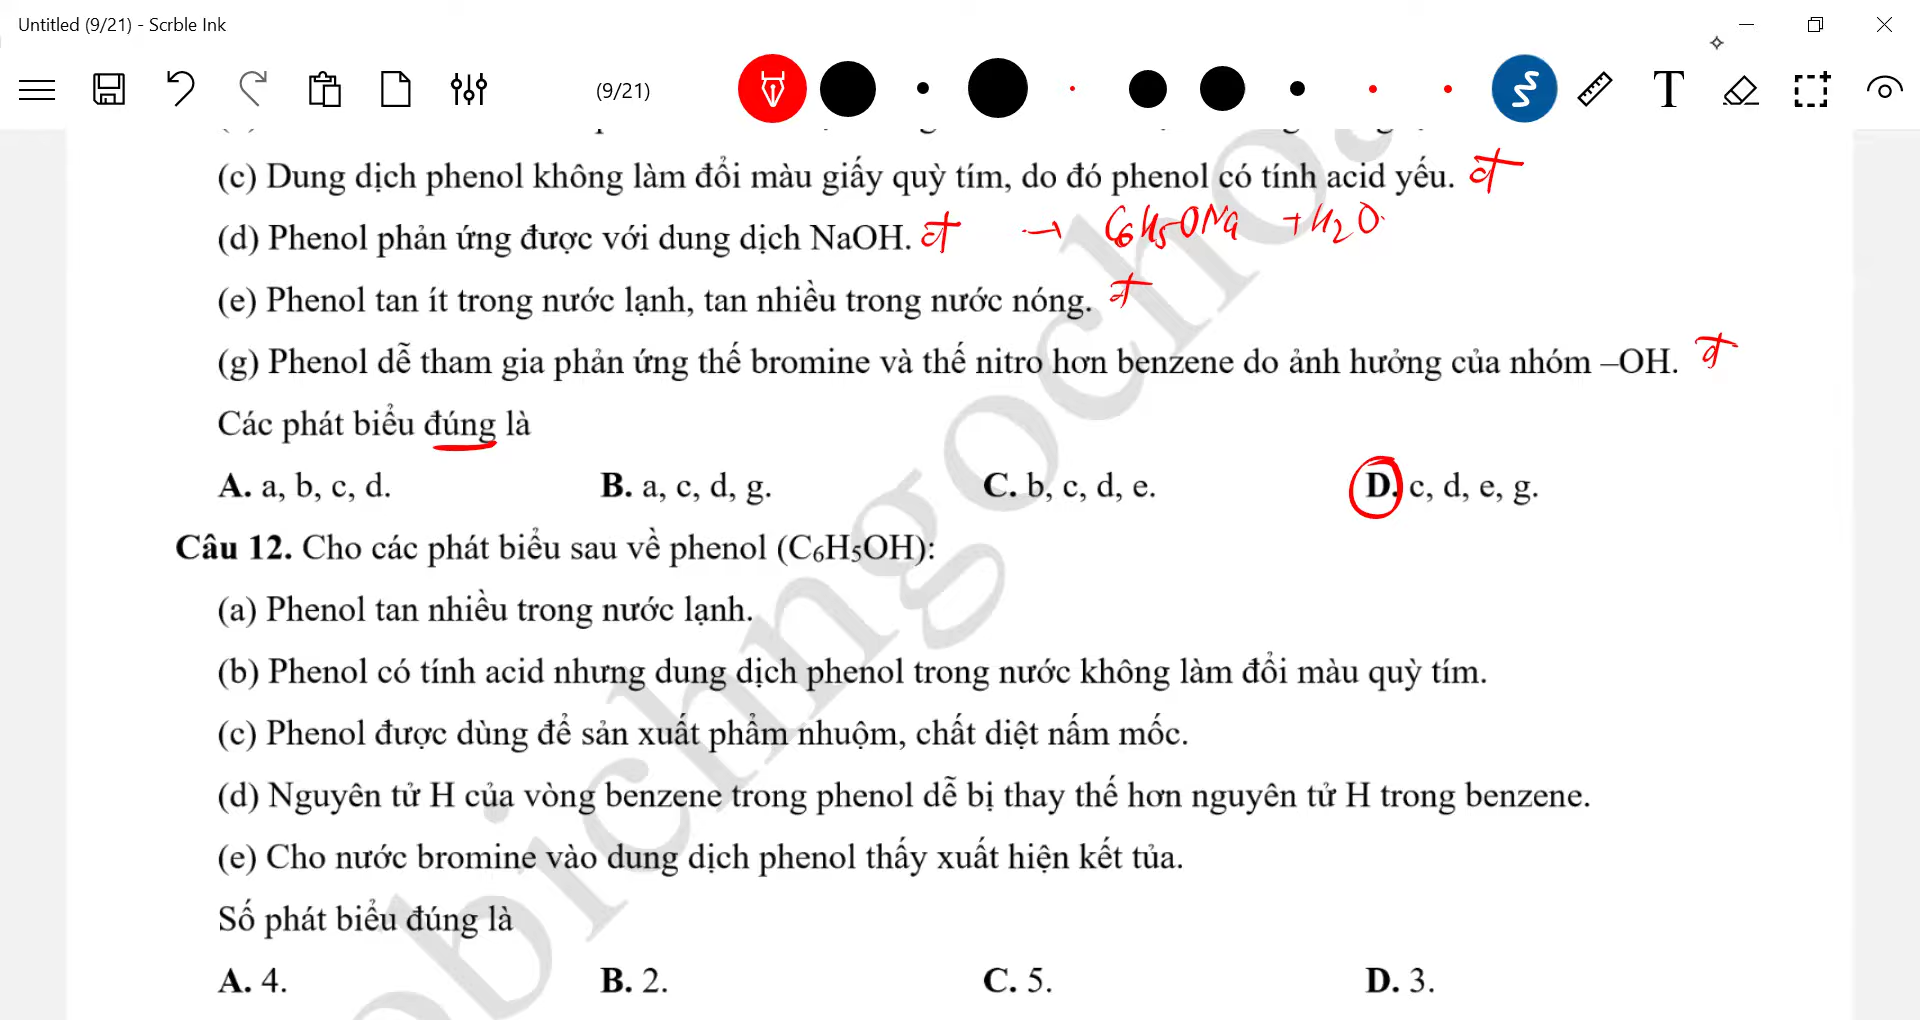 Untitled (9/21) - Scrble Ink
(9/21)
T
(c) Dung dịch phenol không làm đổi màu giấy quỳ tím, do đó phenol có tính acid yếu. đ
(d) Phenol phản ứng được với dung dịch NaOH. đ → C6H5ONa + H2O
(e) Phenol tan ít trong nước lạnh, tan nhiều trong nước nóng. đ
(g) Phenol dễ tham gia phản ứng thế bromine và thế nitro hơn benzene do ảnh hưởng của nhóm –OH. đ
Các phát biểu đúng là
A. a, b, c, d. B. a, c, d, g. C. b, c, d, e. D. c, d, e, g.
Câu 12. Cho các phát biểu sau về phenol (C₆H₅OH):
(a) Phenol tan nhiều trong nước lạnh.
(b) Phenol có tính acid nhưng dung dịch phenol trong nước không làm đổi màu quỳ tím.
(c) Phenol được dùng để sản xuất phẩm nhuộm, chất diệt nấm mốc.
(d) Nguyên tử H của vòng benzene trong phenol dễ bị thay thế hơn nguyên tử H trong benzene.
(e) Cho nước bromine vào dung dịch phenol thấy xuất hiện kết tủa.
Số phát biểu đúng là
A. 4. B. 2. C. 5. D. 3.